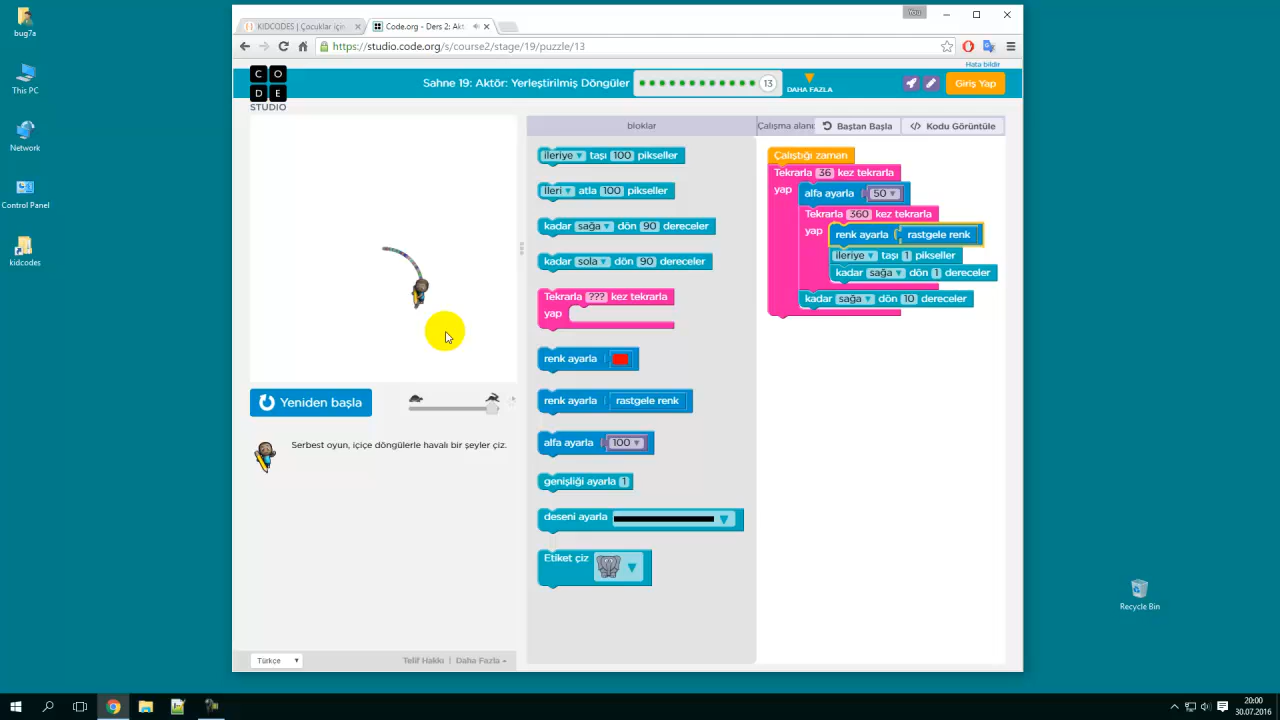 bug7a
This PC
Network
Control Panel
kidcodes
Recycle Bin
You
KIDCODES | Çocuklar için
Code.org - Ders 2: Akt
https://studio.code.org/s/course2/stage/19/puzzle/13
Hata bildir
C O
D E
STUDIO
Sahne 19: Aktör: Yerleştirilmiş Döngüler
13
DAHA FAZLA
Giriş Yap
bloklar
Çalışma alanı
Baştan Başla
Kodu Görüntüle
ileriye taşı 100 pikseller
İleri atla 100 pikseller
kadar sağa dön 90 dereceler
kadar sola dön 90 dereceler
Tekrarla ??? kez tekrarla
yap
renk ayarla
renk ayarla rastgele renk
alfa ayarla 100
genişliği ayarla 1
deseni ayarla
Etiket çiz
Çalıştığı zaman
Tekrarla 36 kez tekrarla
yap
alfa ayarla 50
Tekrarla 360 kez tekrarla
yap
renk ayarla rastgele renk
ileriye taşı 1 pikseller
kadar sağa dön 1 dereceler
kadar sağa dön 10 dereceler
Yeniden başla
Serbest oyun, içiçe döngülerle havalı bir şeyler çiz.
Türkçe
Telif Hakkı
Daha Fazla
20:00
30.07.2016